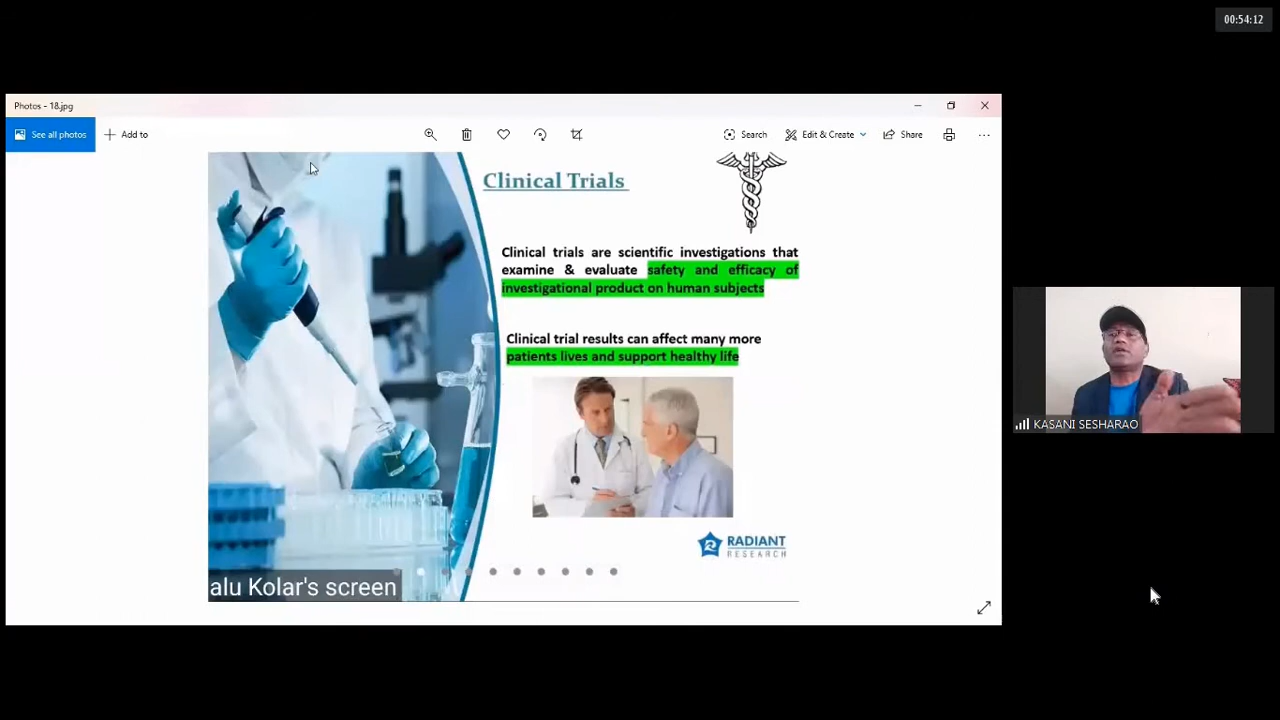 00:54:12
Photos - 18.jpg
See all photos
Add to
Search
Edit & Create
Share
Clinical Trials
Clinical trials are scientific investigations that
examine & evaluate safety and efficacy of
investigational product on human subjects
Clinical trial results can affect many more
patients lives and support healthy life
RADIANT
RESEARCH
alu Kolar's screen
KASANI SESHARAO